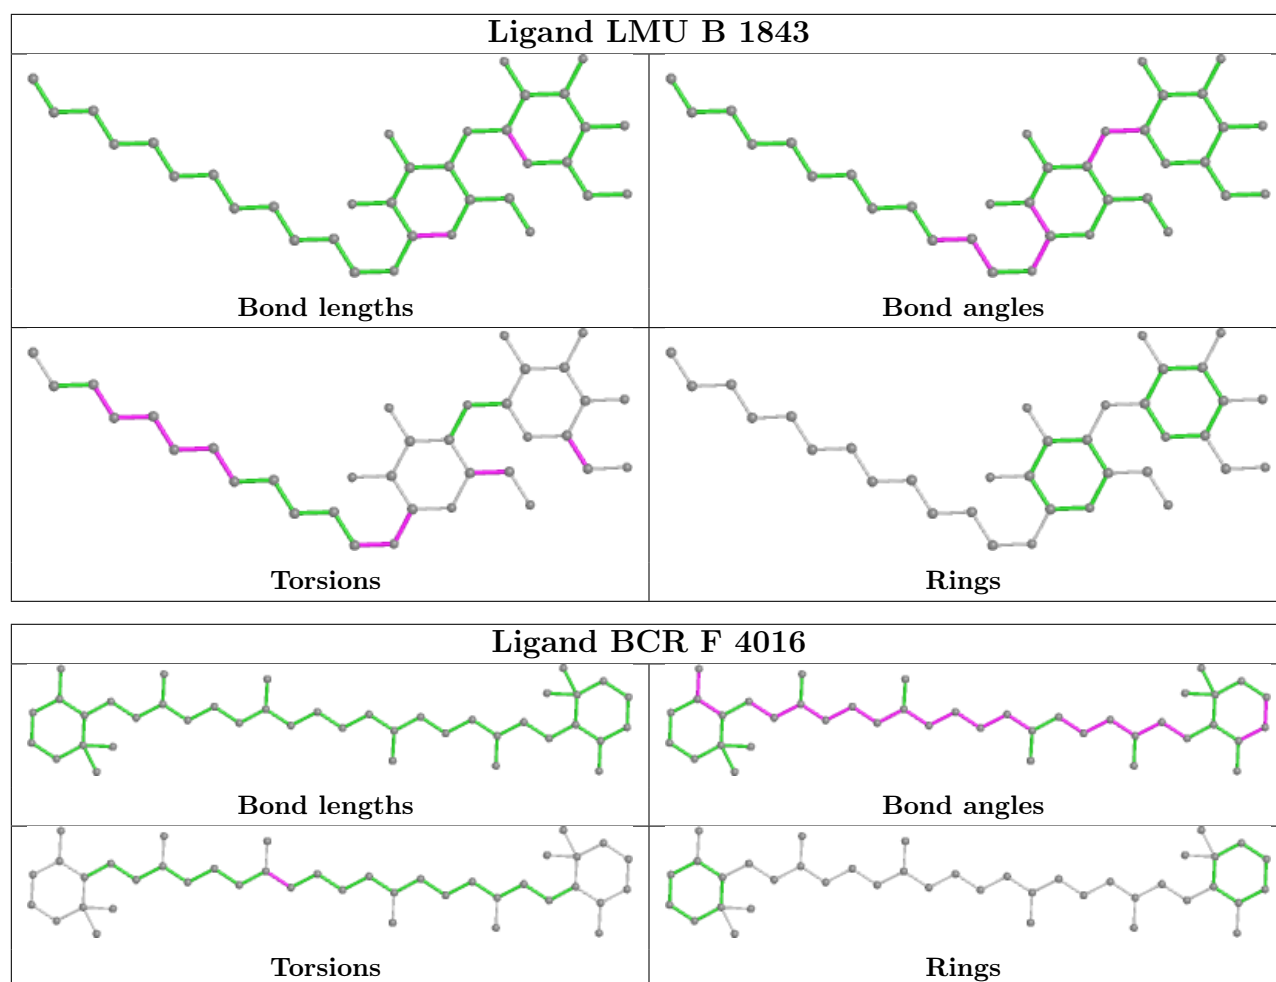 Ligand LMU B 1843
Bond lengths
Bond angles
Torsions
Rings
Ligand BCR F 4016
Bond lengths
Bond angles
Torsions
Rings